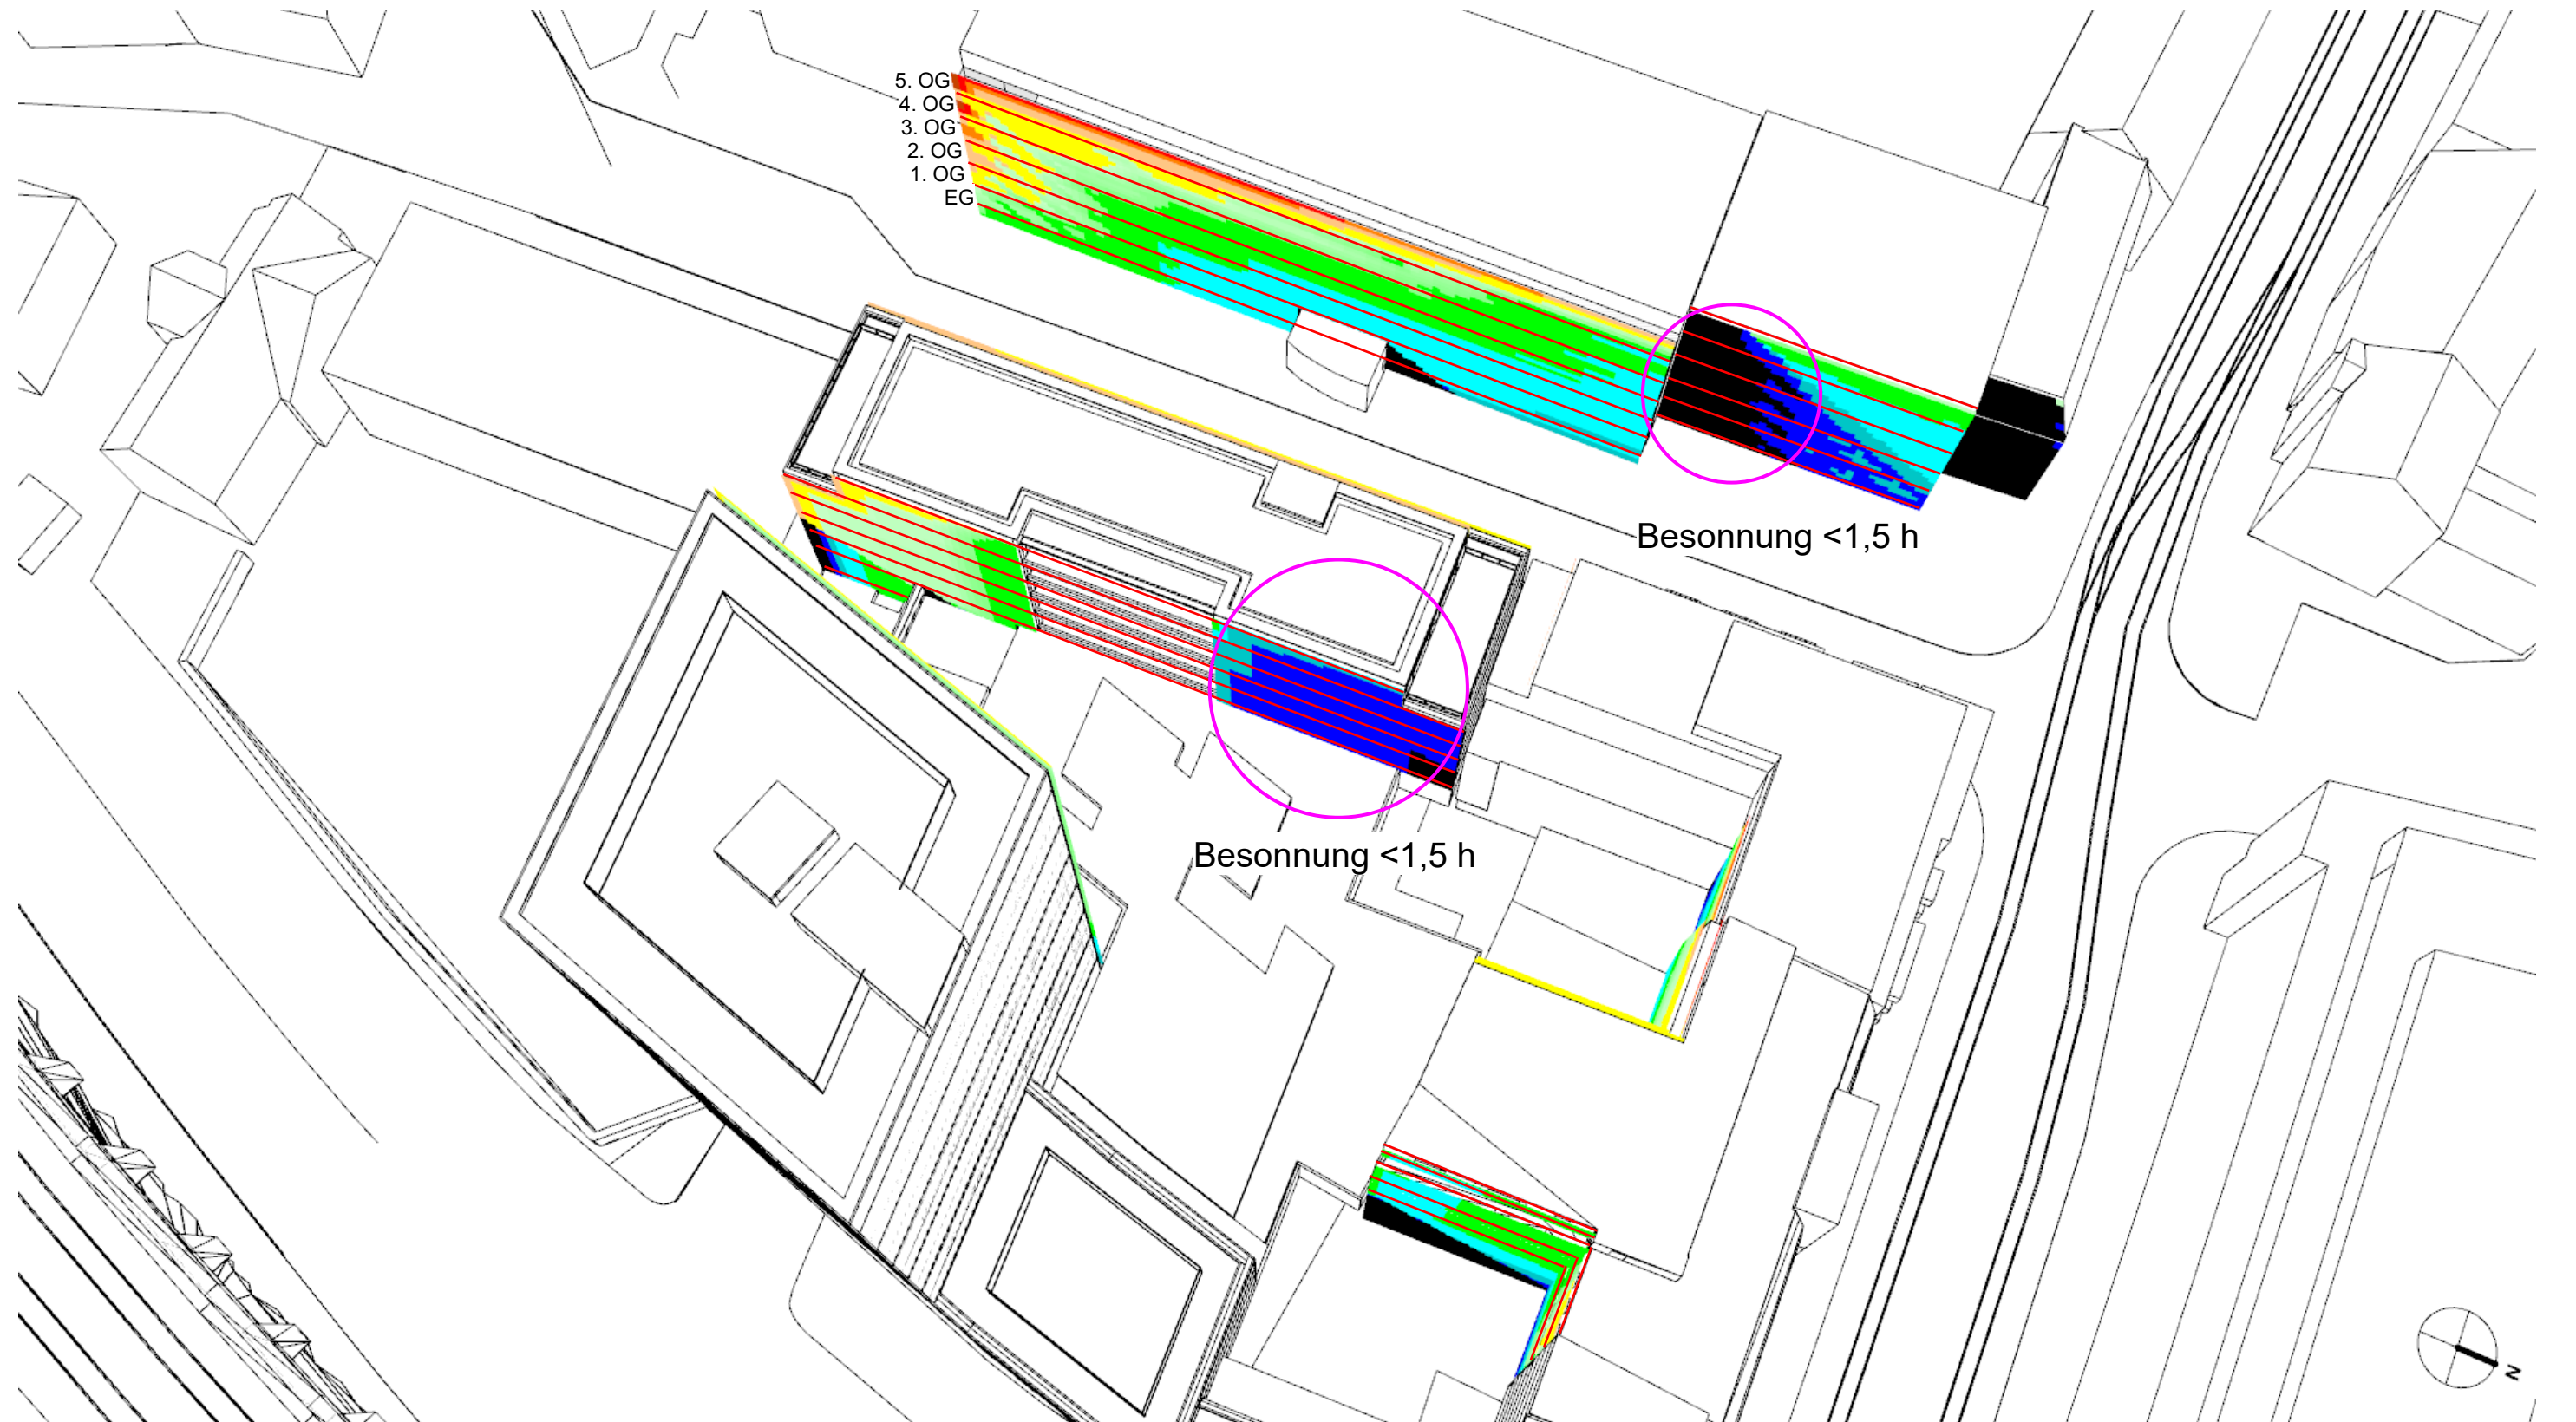 5. OG
4. OG
3. OG
2. OG
1. OG
EG
Besonnung <1,5 h
Besonnung <1,5 h
N